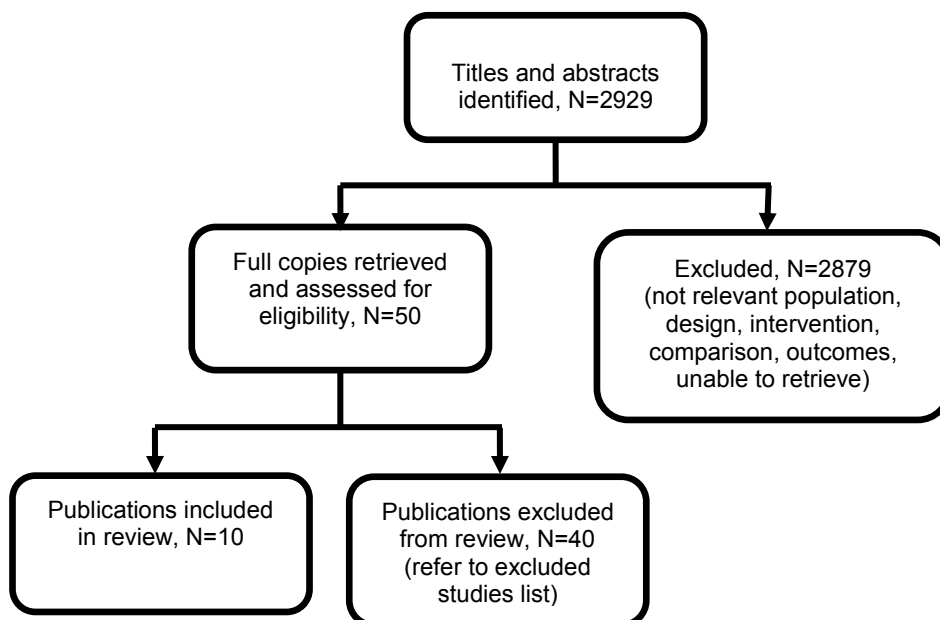 Titles and abstracts
identified, N=2929
Full copies retrieved
and assessed for
eligibility, N=50
Excluded, N=2879
(not relevant population,
design, intervention,
comparison, outcomes,
unable to retrieve)
Publications included
in review, N=10
Publications excluded
from review, N=40
(refer to excluded
studies list)